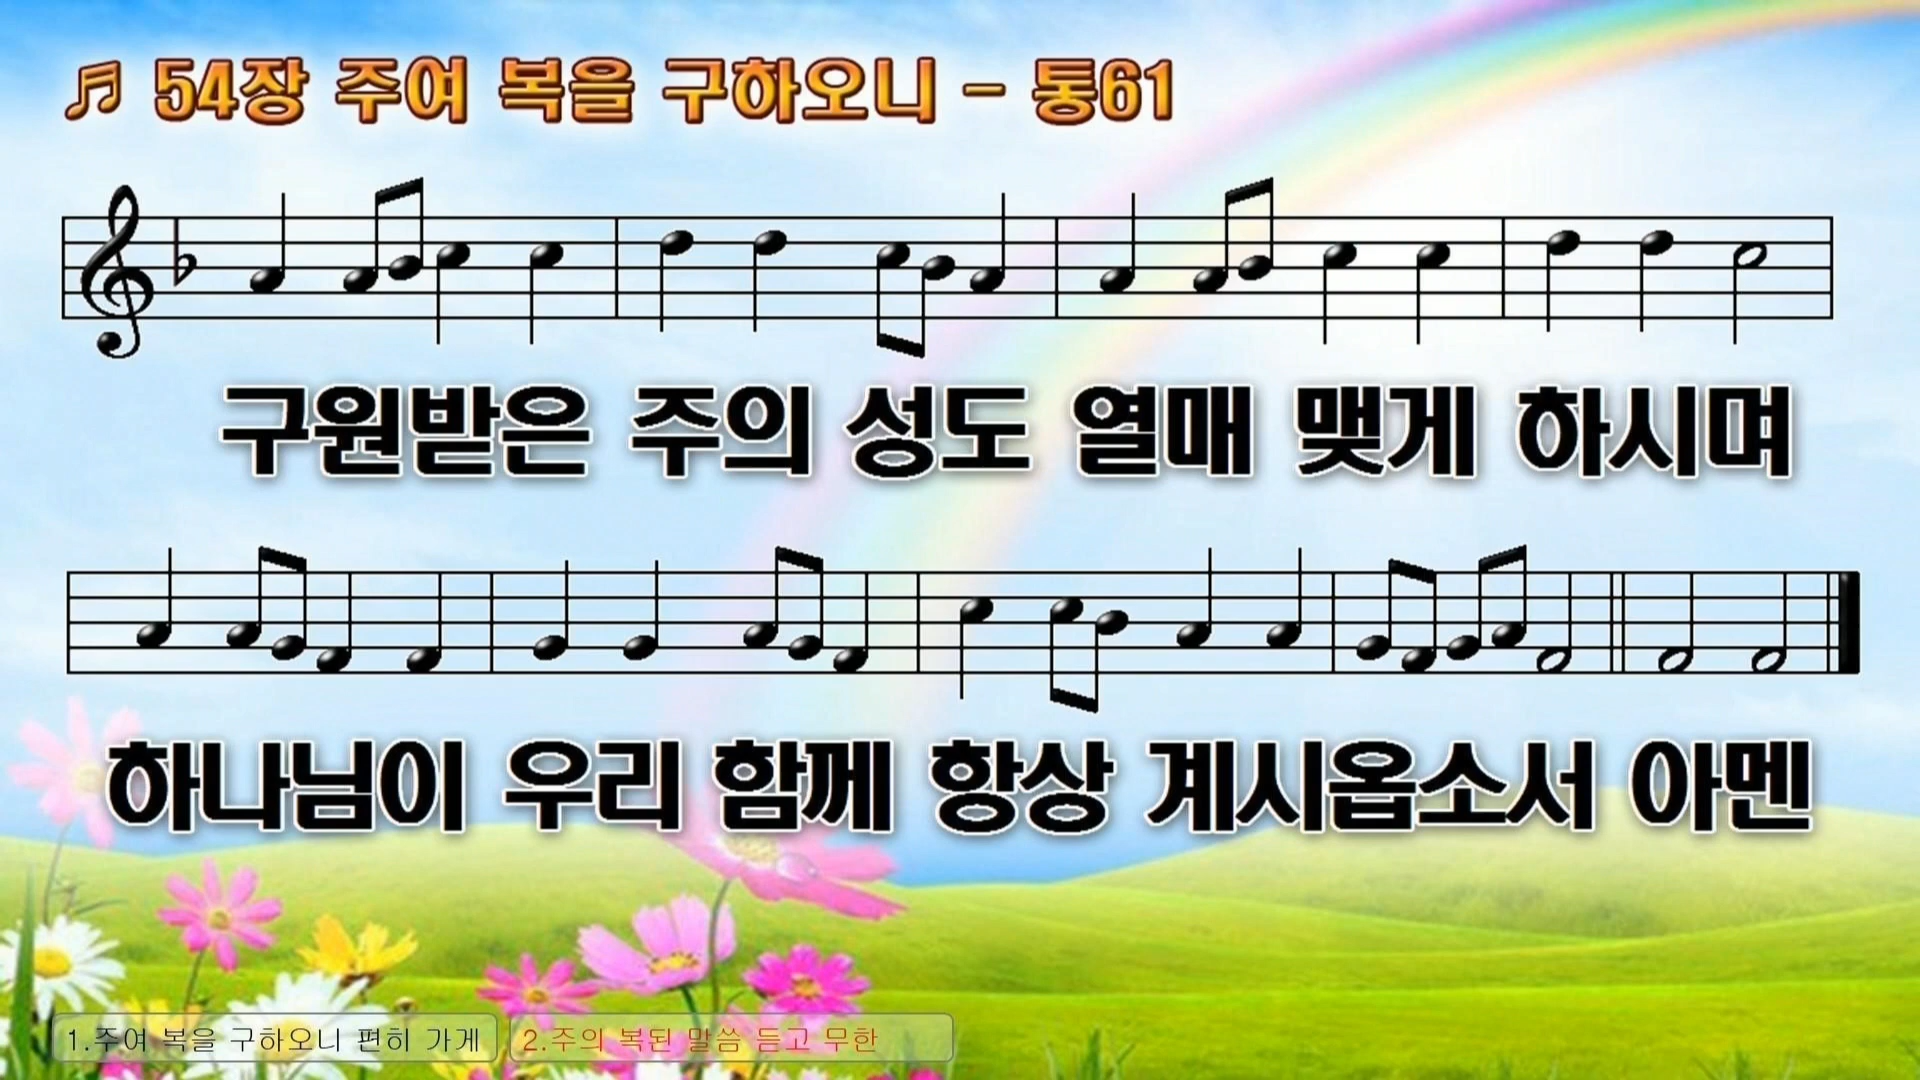 54장 주여 복을 구하오니 - 통61
구원받은 주의 성도 열매 맺게 하시며
하나님이 우리 함께 항상 계시옵소서 아멘
1.주여 복을 구하오니 편히 가게
2.주의 복된 말씀 듣고 무한